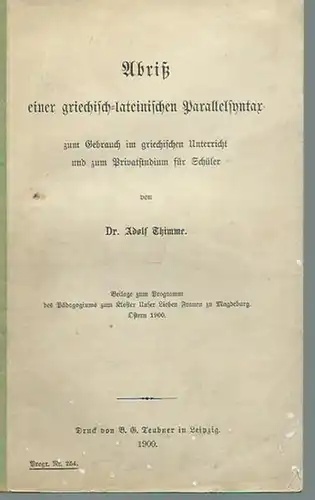 Abriß
einer griechisch-lateinischen Parallelsyntax
zum Gebrauch im griechischen Unterricht
und zum Privatstudium für Schüler
von
Dr. Adolf Thimme.
Beilage zum Programm
des Pädagogiums zum Kloster Unser Lieben Frauen zu Magdeburg.
Ostern 1900.
Druck von B. G. Teubner in Leipzig.
1900.
Progr. Nr. 254.